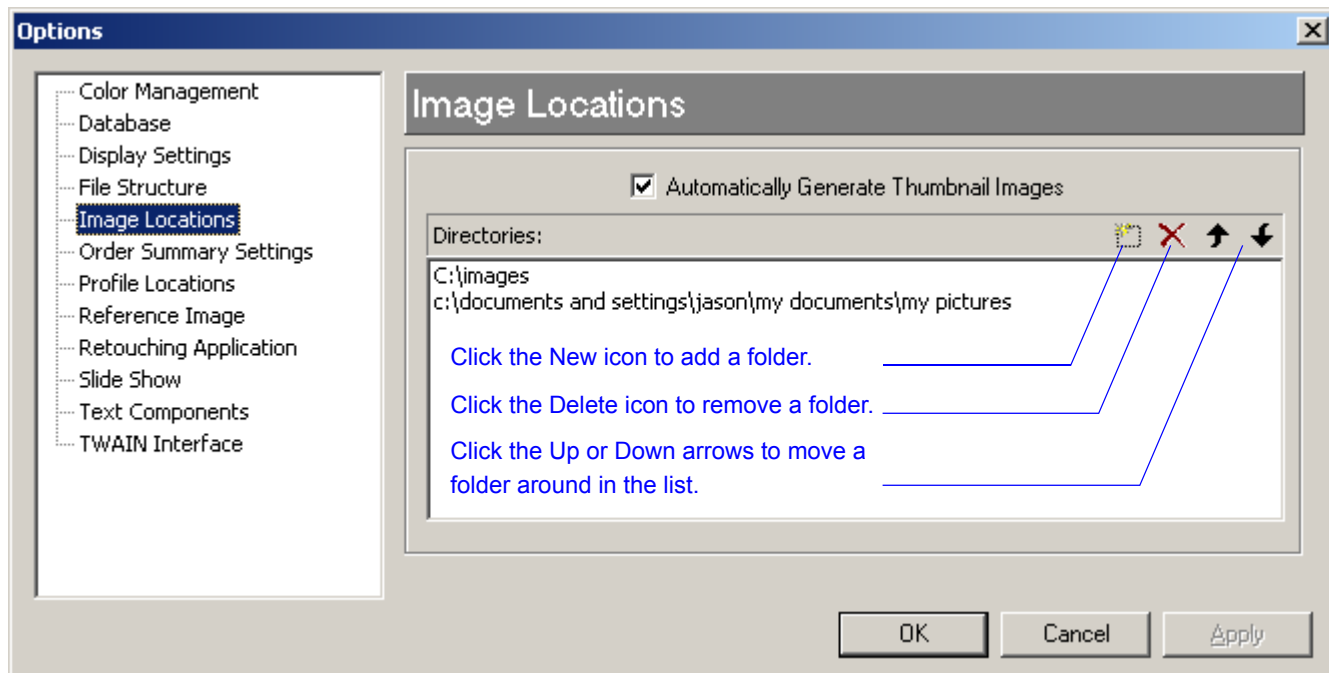 Options
Color Management
Database
Display Settings
File Structure
Image Locations
Order Summary Settings
Profile Locations
Reference Image
Retouching Application
Slide Show
Text Components
TWAIN Interface
Image Locations
Automatically Generate Thumbnail Images
Directories:
C:\images
c:\documents and settings\jason\my documents\my pictures
Click the New icon to add a folder.
Click the Delete icon to remove a folder.
Click the Up or Down arrows to move a
folder around in the list.
OK
Cancel
Apply